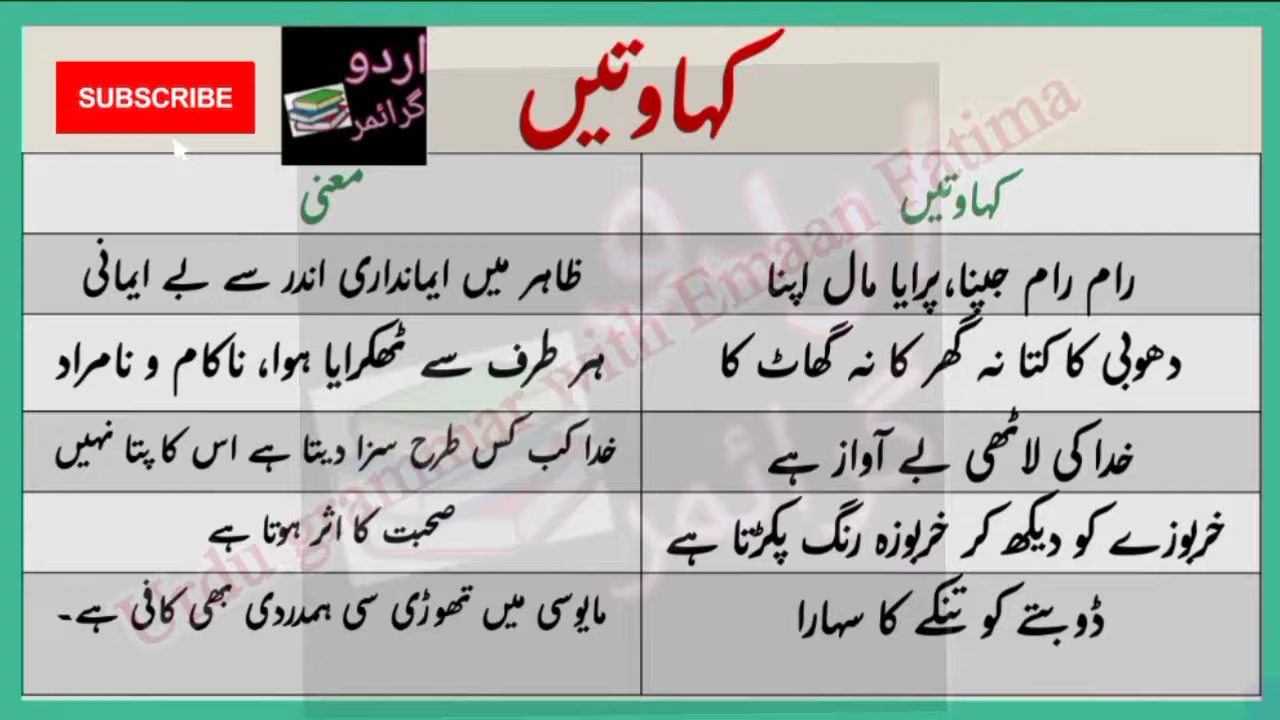 SUBSCRIBE
اردو
گرائمر
کہاوتیں
کہاوتیں
معنی
رام رام جپنا، پرایا مال اپنا
ظاہر میں ایمانداری اندر سے بے ایمانی
دھوبی کا کتا نہ گھر کا نہ گھاٹ کا
ہر طرف سے ٹھکرایا ہوا، ناکام و نامراد
خدا کی لاٹھی بے آواز ہے
خدا کب کس طرح سزا دیتا ہے اس کا پتا نہیں
خربوزے کو دیکھ کر خربوزہ رنگ پکڑتا ہے
صحبت کا اثر ہوتا ہے
ڈوبتے کو تنکے کا سہارا
مایوسی میں تھوڑی سی ہمدردی بھی کافی ہے۔
Urdu grammar with Emaan Fatima
اردو
گرائمر